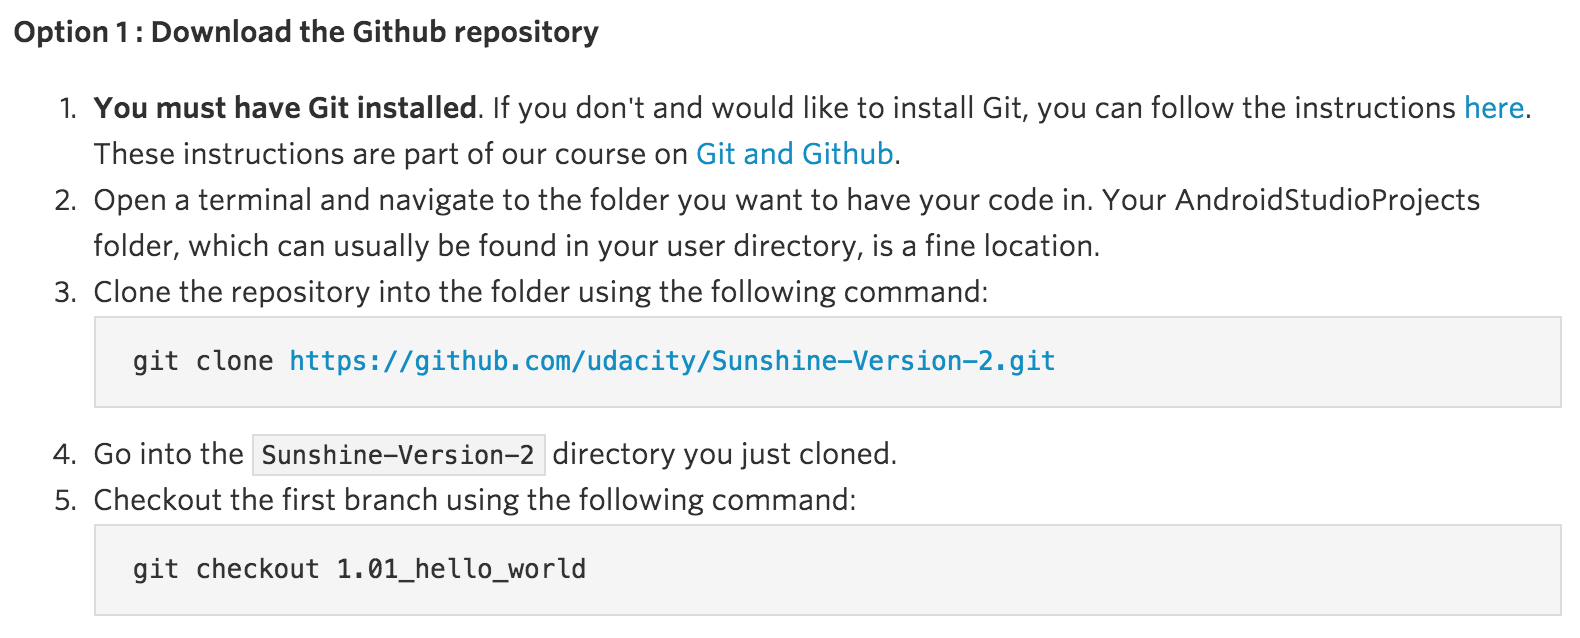 Option 1 : Download the Github repository
1. You must have Git installed. If you don't and would like to install Git, you can follow the instructions here.
These instructions are part of our course on Git and Github.
2. Open a terminal and navigate to the folder you want to have your code in. Your AndroidStudioProjects
folder, which can usually be found in your user directory, is a fine location.
3. Clone the repository into the folder using the following command:
git clone https://github.com/udacity/Sunshine-Version-2.git
4. Go into the Sunshine-Version-2 directory you just cloned.
5. Checkout the first branch using the following command:
git checkout 1.01_hello_world